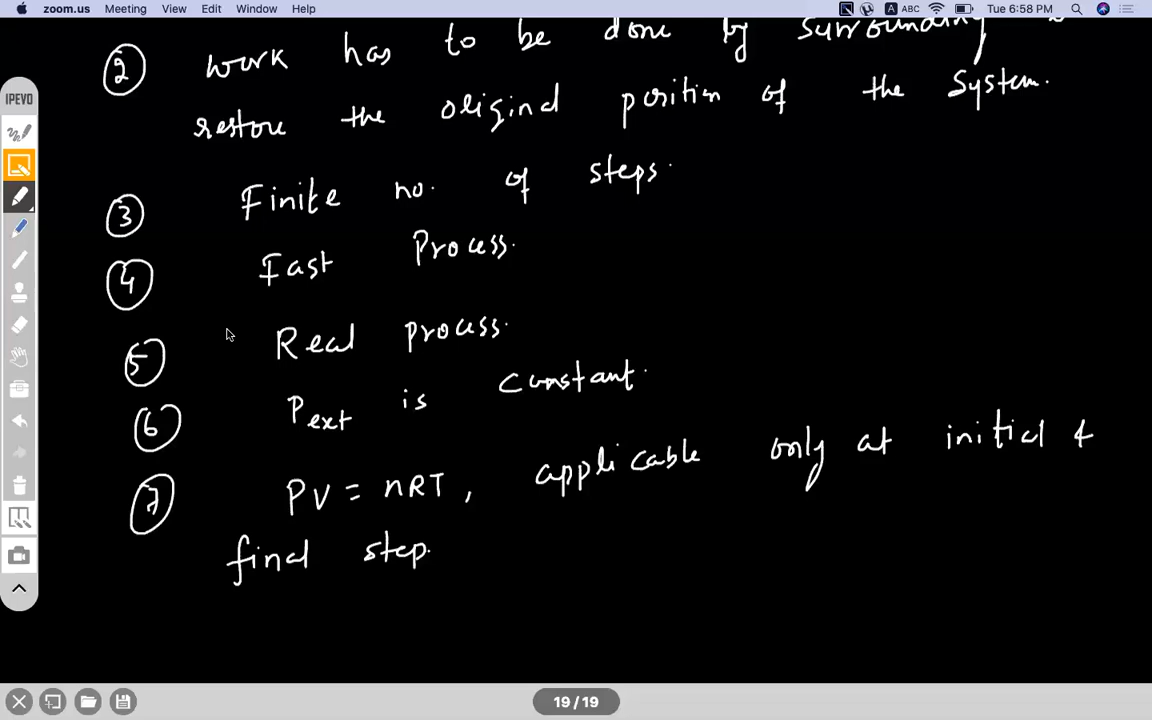 zoom.us Meeting View Edit Window Help ABC Tue 6:58 PM
IPEVO
② work has to be done by surrounding
restore the original position of the system.
③ Finite no. of steps.
④ Fast Process.
⑤ Real process.
⑥ Pext is constant.
⑦ PV = nRT, applicable only at initial &
final step.
19/19